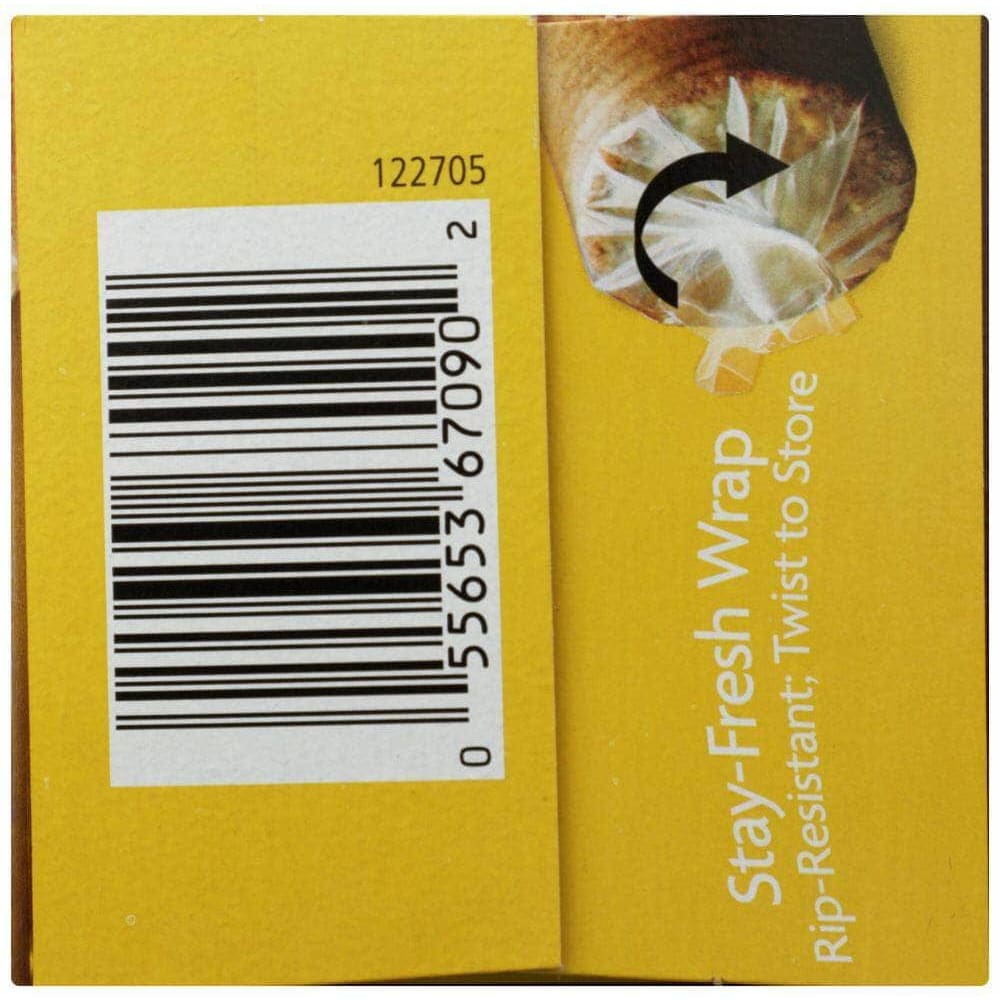 122705
0 55653 67090 2
Stay-Fresh Wrap
Rip-Resistant; Twist to Store